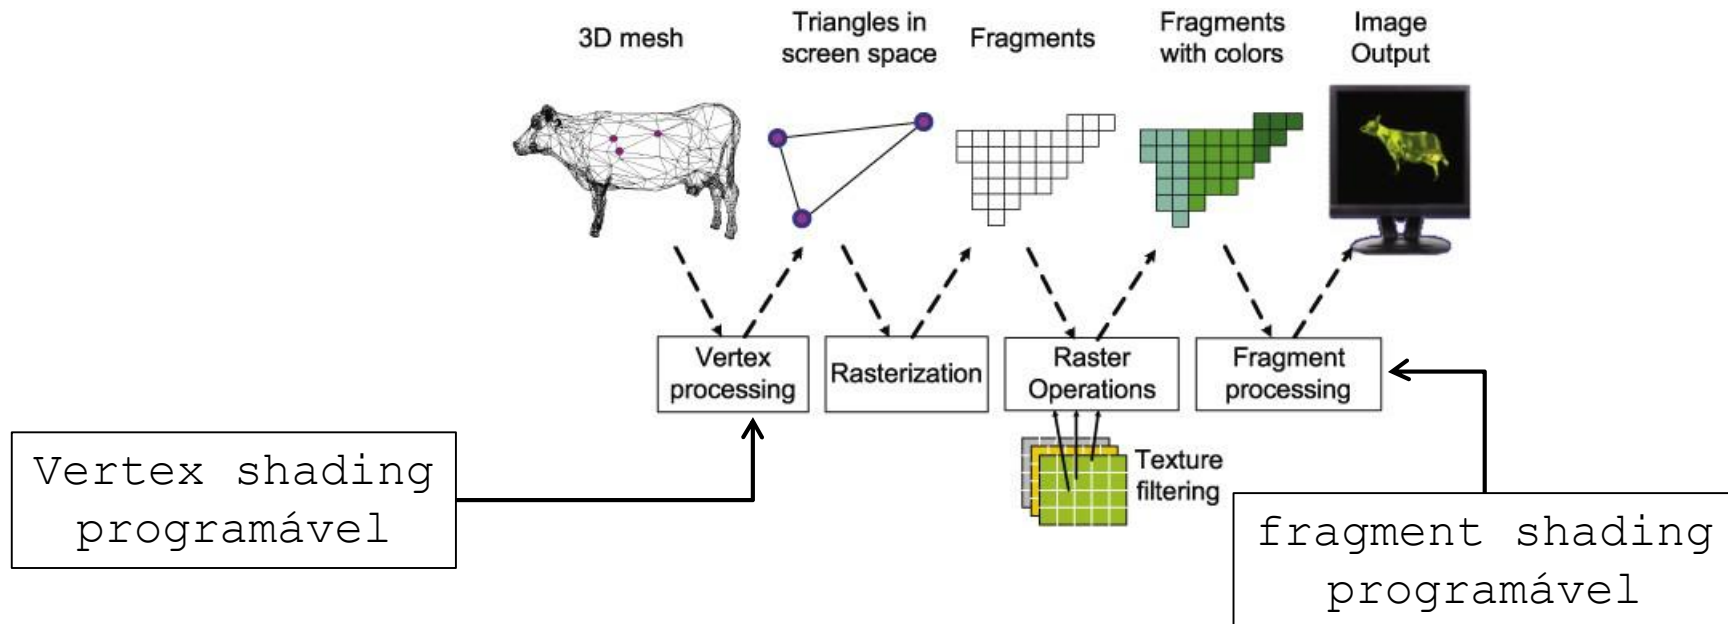 3D mesh
Triangles in
screen space
Fragments
Fragments
with colors
Image
Output
Vertex
processing
Rasterization
Raster
Operations
Fragment
processing
Texture
filtering
Vertex shading
programável
fragment shading
programável